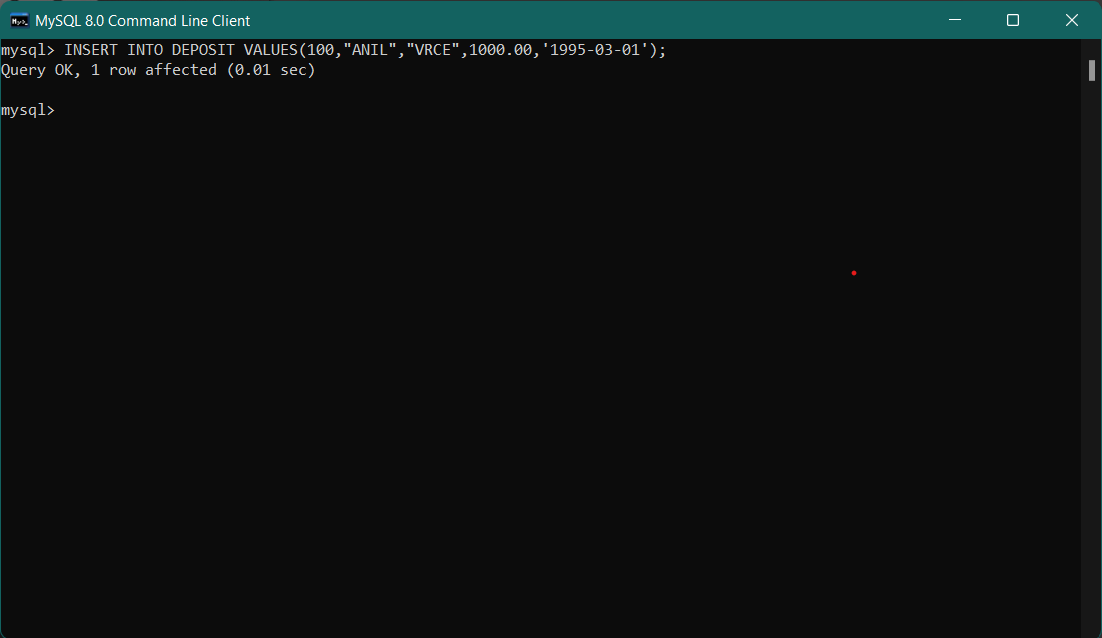 MySQL 8.0 Command Line Client
mysql> INSERT INTO DEPOSIT VALUES(100,"ANIL","VRCE",1000.00,'1995-03-01');
Query OK, 1 row affected (0.01 sec)
mysql>